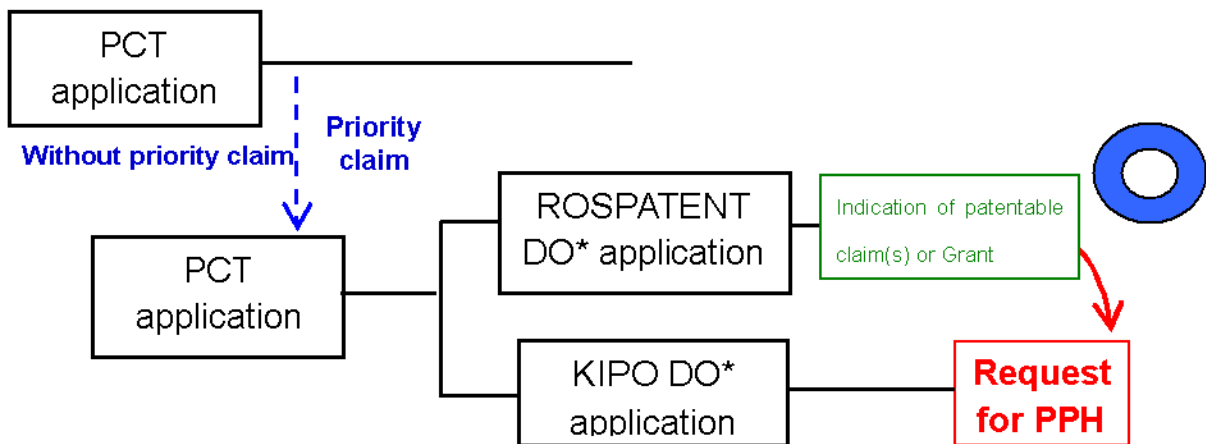 PCT
application
Without priority claim
Priority
claim
PCT
application
ROSPATENT
DO* application
Indication of patentable
claim(s) or Grant
KIPO DO*
application
Request
for PPH